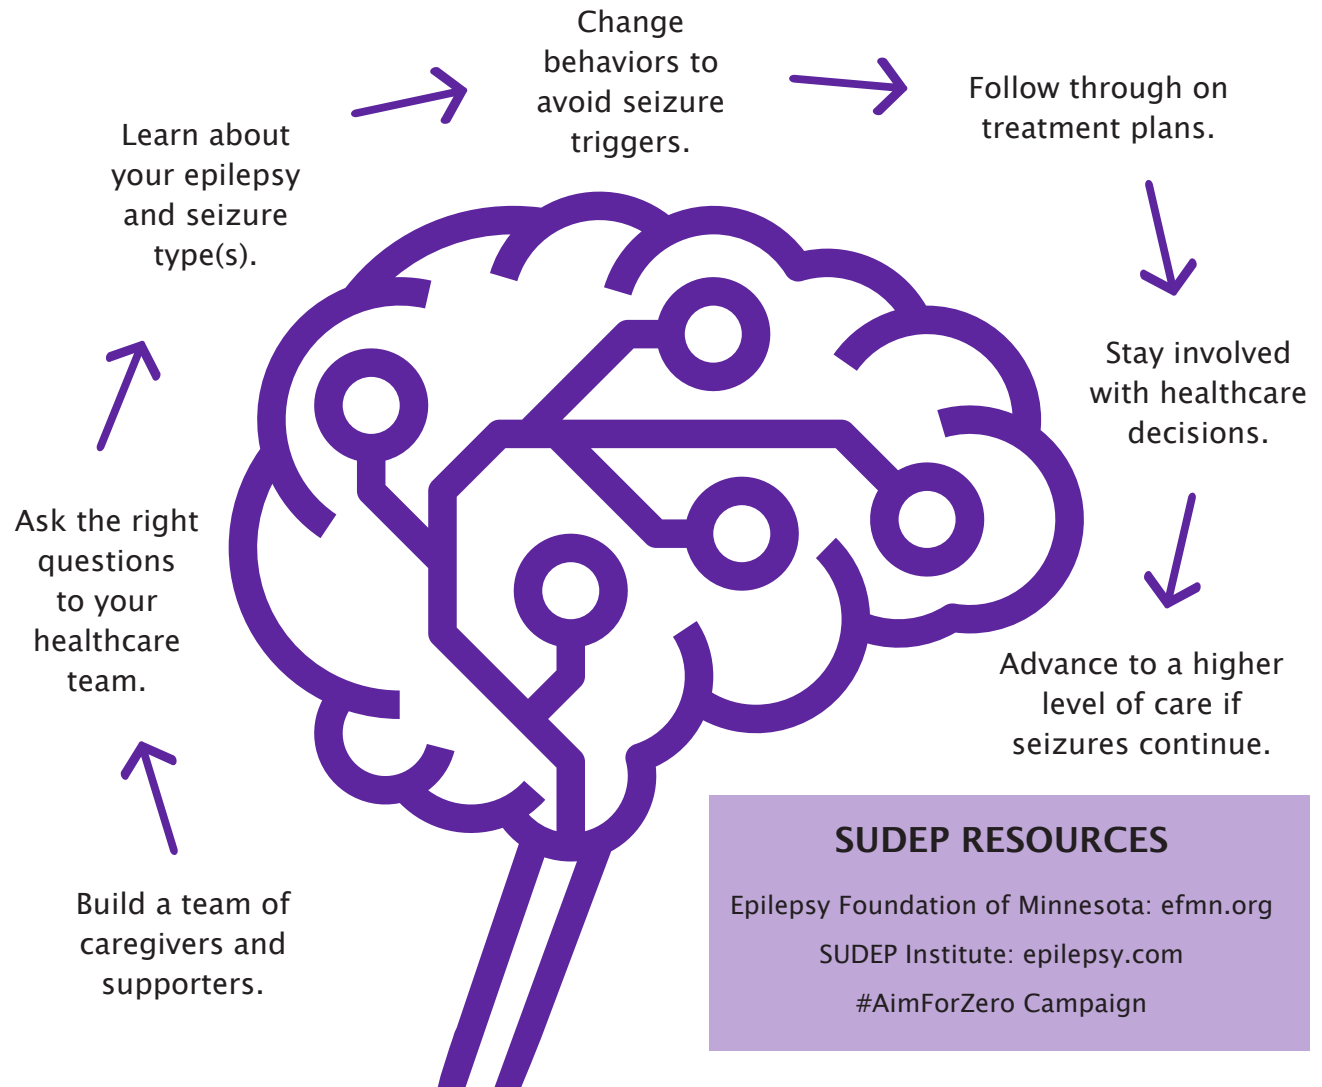 Build a team of
caregivers and
supporters.
Ask the right
questions
to your
healthcare
team.
Learn about
your epilepsy
and seizure
type(s).
Change
behaviors to
avoid seizure
triggers.
Follow through on
treatment plans.
Stay involved
with healthcare
decisions.
Advance to a higher
level of care if
seizures continue.
SUDEP RESOURCES
Epilepsy Foundation of Minnesota: efmn.org
SUDEP Institute: epilepsy.com
#AimForZero Campaign